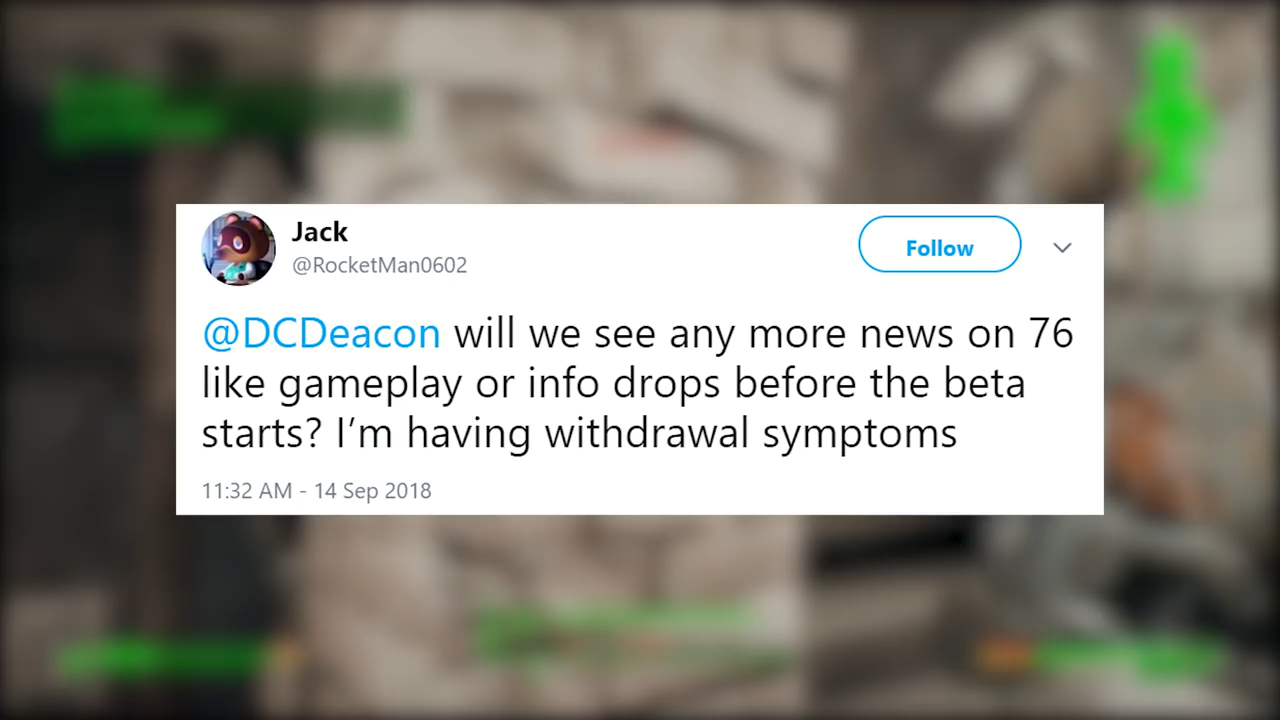 Jack
@RocketMan0602
Follow
@DCDeacon will we see any more news on 76
like gameplay or info drops before the beta
starts? I’m having withdrawal symptoms
11:32 AM - 14 Sep 2018